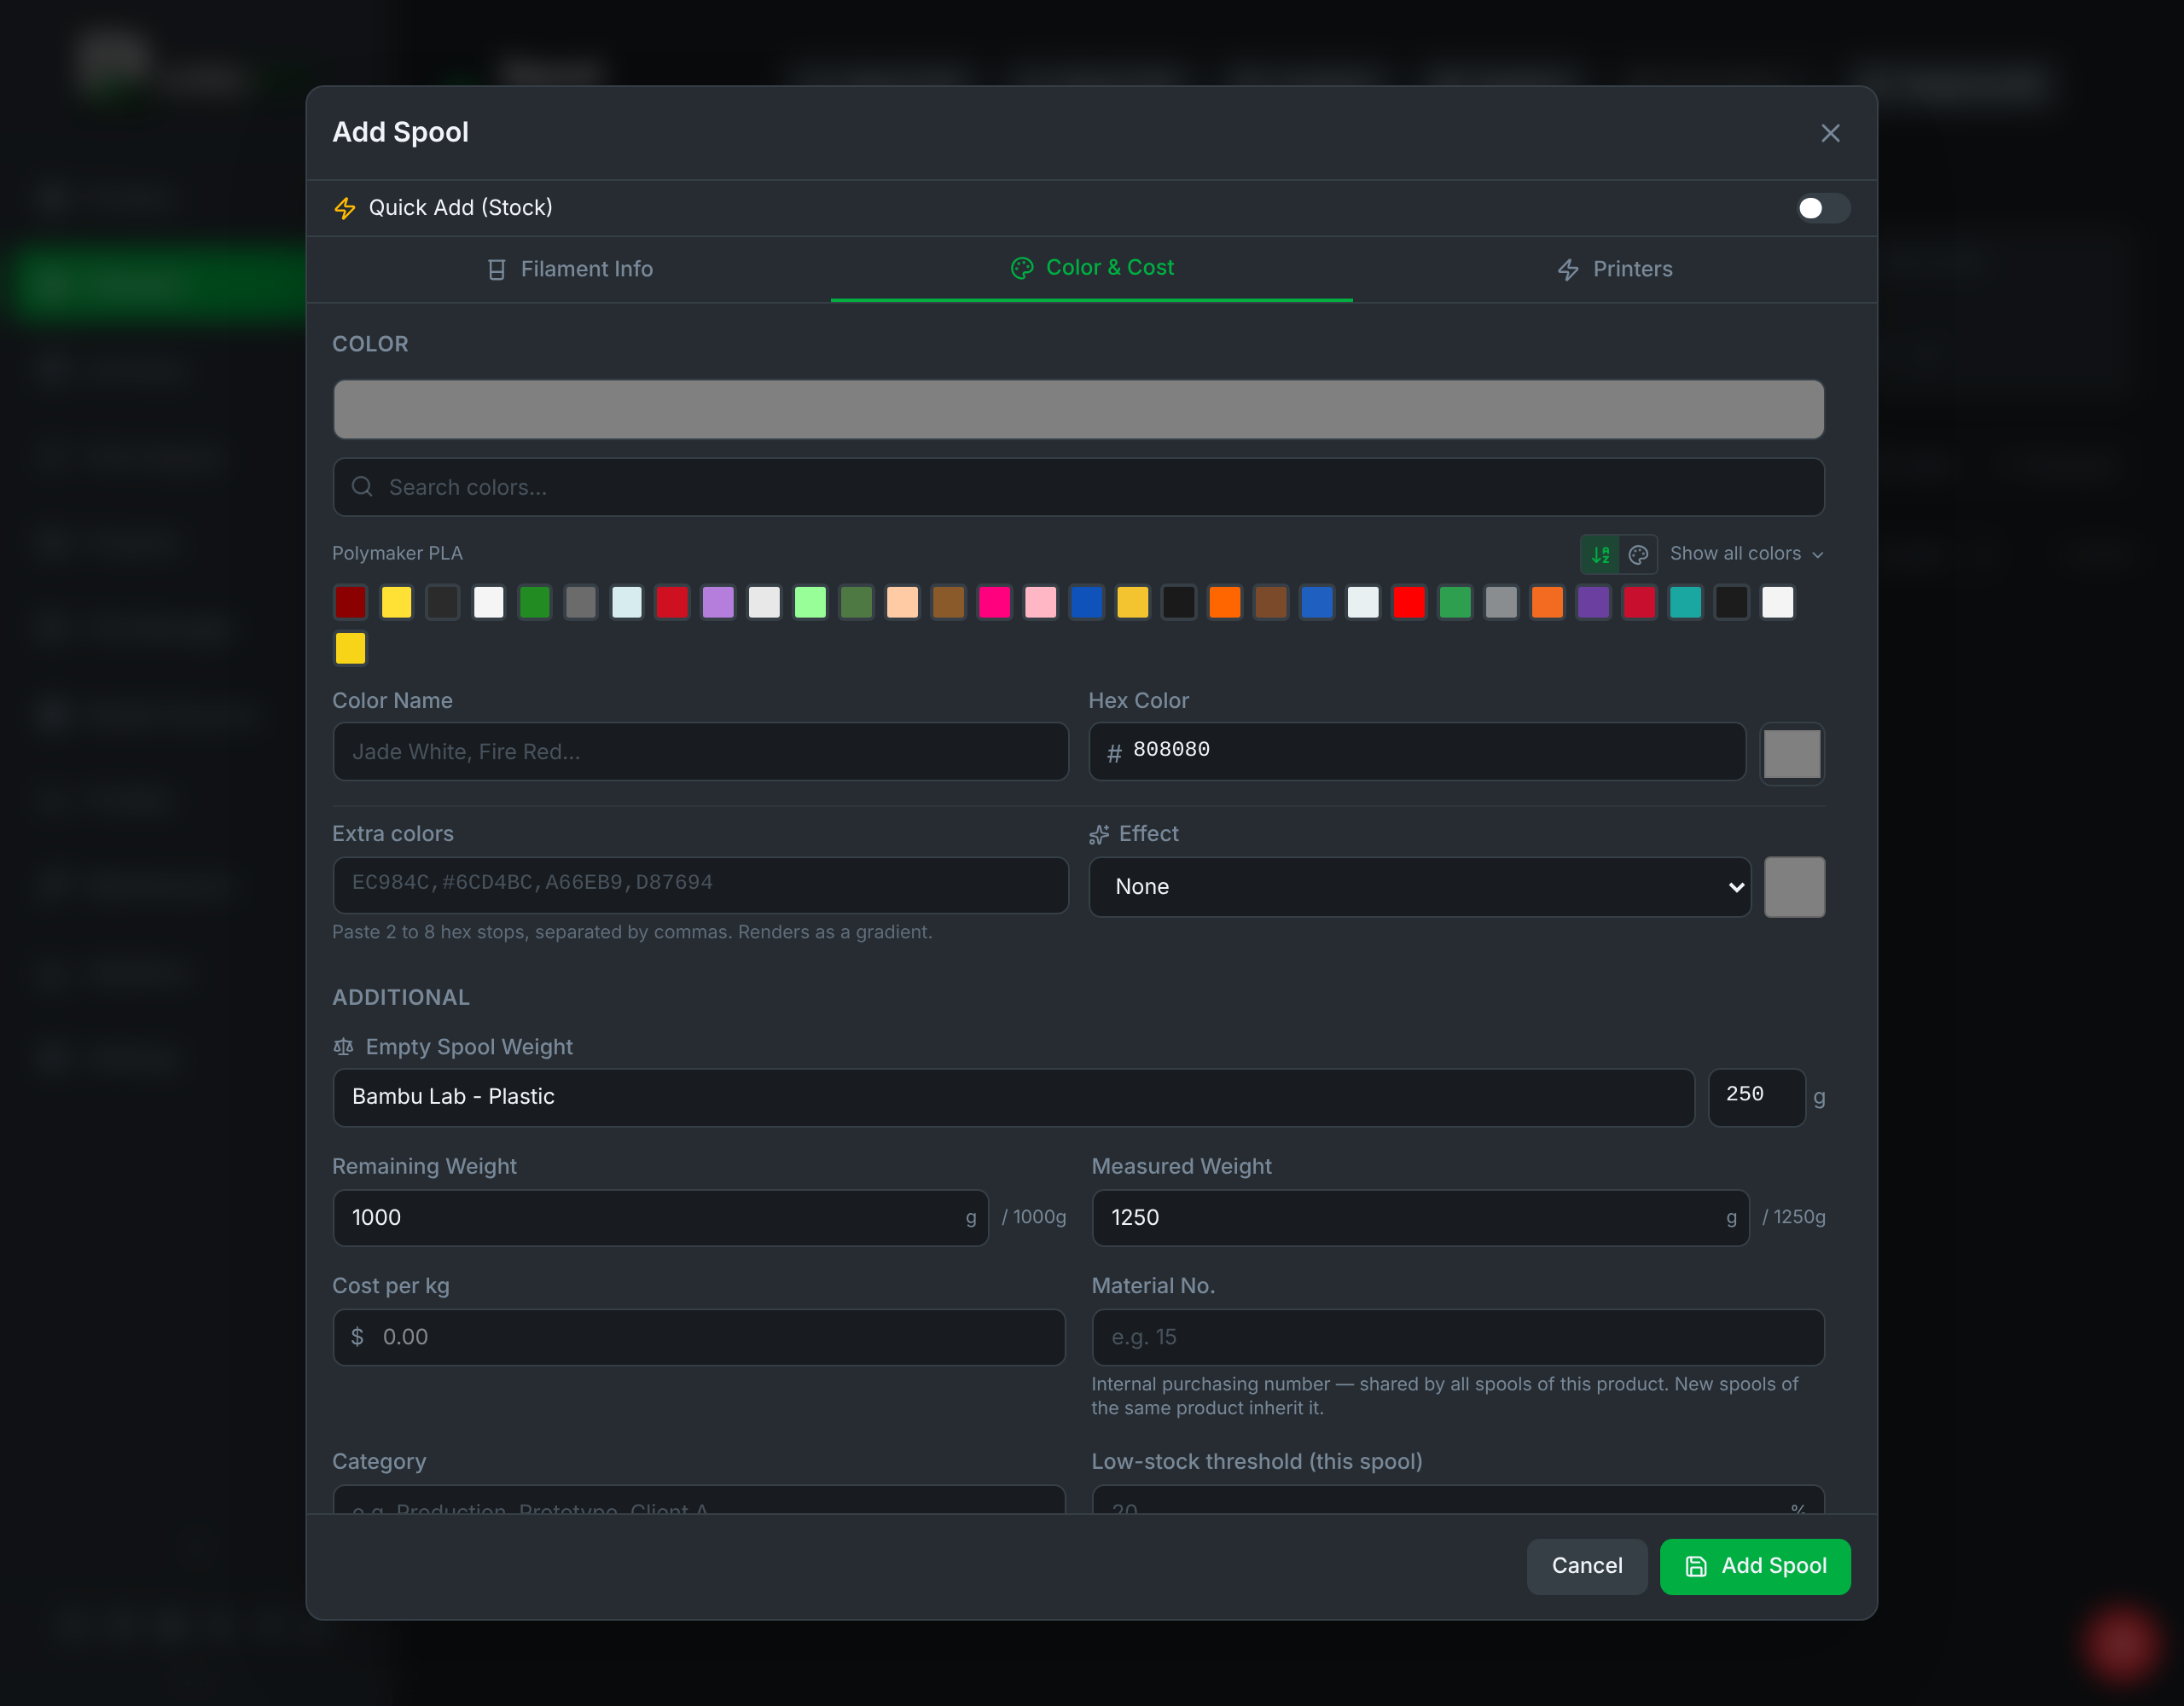 Add Spool
Quick Add (Stock)
Filament Info
Color & Cost
Printers
COLOR
Search colors...
Polymaker PLA
Show all colors
Color Name
Hex Color
Jade White, Fire Red...
# 808080
Extra colors
Effect
EC984C,#6CD4BC,A66EB9,D87694
None
Paste 2 to 8 hex stops, separated by commas. Renders as a gradient.
ADDITIONAL
Empty Spool Weight
Bambu Lab - Plastic
250 g
Remaining Weight
Measured Weight
1000 g / 1000g
1250 g / 1250g
Cost per kg
Material No.
$ 0.00
e.g. 15
Internal purchasing number — shared by all spools of this product. New spools of
the same product inherit it.
Category
Low-stock threshold (this spool)
e.g. Production, Prototype, Client A
20 %
Cancel
Add Spool